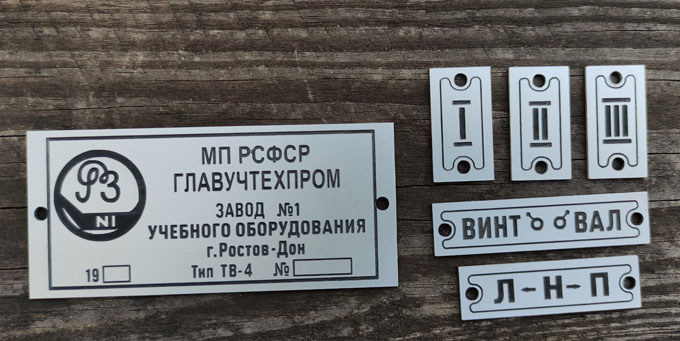 РЗ
N1
МП РСФСР
ГЛАВУЧТЕХПРОМ
ЗАВОД №1
УЧЕБНОГО ОБОРУДОВАНИЯ
г.Ростов-Дон
19 Тип ТВ-4 №
I II III
ВИНТ ВАЛ
Л←Н→П